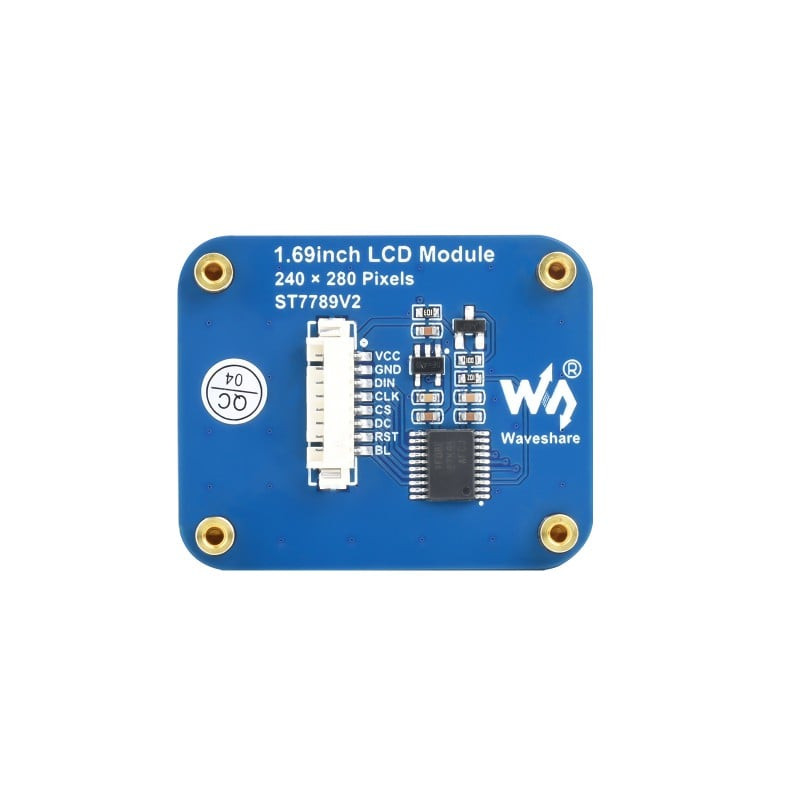 1.69inch LCD Module
240 × 280 Pixels
ST7789V2
VCC
GND
DIN
CLK
CS
DC
RST
BL
QC
04
103
®
Waveshare